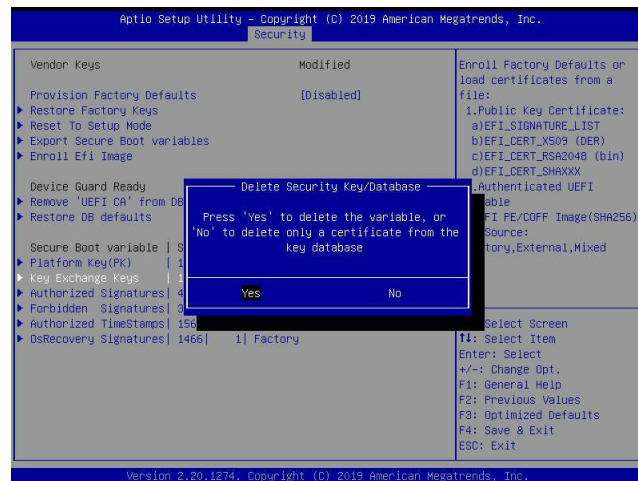 Aptio Setup Utility – Copyright (C) 2019 American Megatrends, Inc.
Security
Vendor Keys Modified
Provision Factory Defaults [Disabled]
Restore Factory Keys
Reset To Setup Mode
Export Secure Boot variables
Enroll Efi Image
Device Guard Ready
Remove 'UEFI CA' from DB
Restore DB defaults
Secure Boot variable | S
Platform Key(PK) | 1
Key Exchange Keys | 1
Authorized Signatures| 4
Forbidden Signatures| 3
Authorized TimeStamps| 156
OsRecovery Signatures| 1466| 1| Factory
Delete Security Key/Database
Press 'Yes' to delete the variable, or
'No' to delete only a certificate from the
key database
Yes No
Enroll Factory Defaults or
load certificates from a
file:
1.Public Key Certificate:
a)EFI_SIGNATURE_LIST
b)EFI_CERT_X509 (DER)
c)EFI_CERT_RSA2048 (bin)
d)EFI_CERT_SHAXXX
.Authenticated UEFI
able
FI PE/COFF Image(SHA256)
Source:
tory,External,Mixed
Select Screen
↑↓: Select Item
Enter: Select
+/-: Change Opt.
F1: General Help
F2: Previous Values
F3: Optimized Defaults
F4: Save & Exit
ESC: Exit
Version 2.20.1274. Copyright (C) 2019 American Megatrends, Inc.